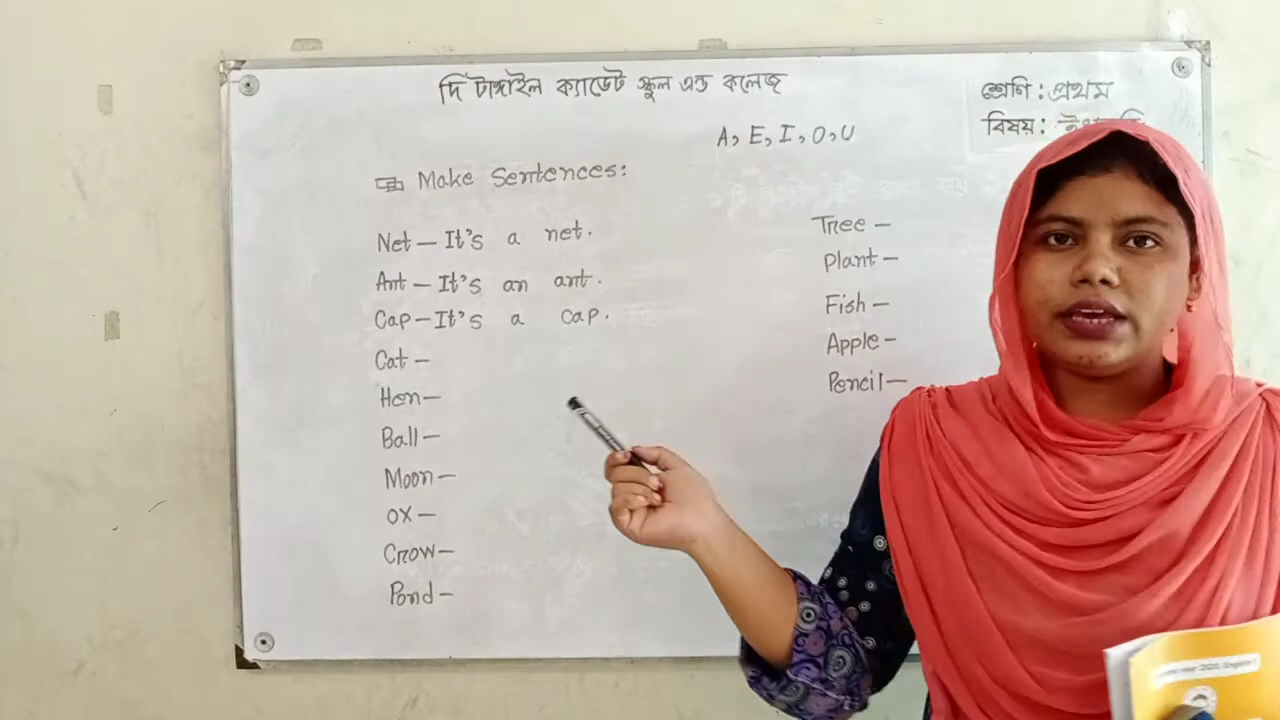 দি টাঙ্গাইল ক্যাডেট স্কুল এন্ড কলেজ
শ্রেণি : প্রথম
বিষয় :
A, E, I, O, U
Make Sentences:
Net – It's a net.
Ant – It's an ant.
Cap – It's a cap.
Cat –
Hen –
Ball –
Moon –
OX –
Crow –
Pond –
Tree –
Plant –
Fish –
Apple –
Pencil –